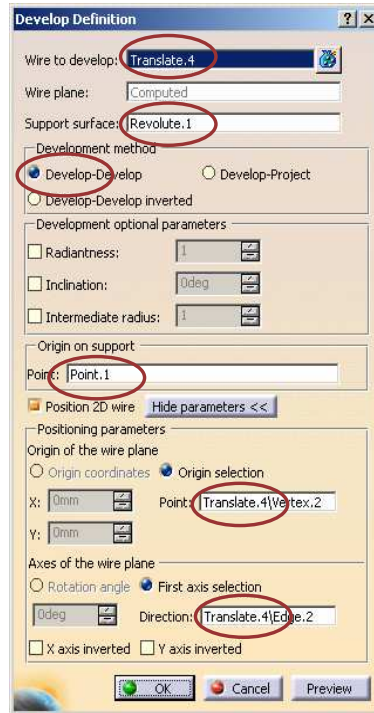 Develop Definition
Wire to develop: Translate.4
Wire plane: Computed
Support surface: Revolute.1
Development method
Develop-Develop Develop-Project
Develop-Develop inverted
Development optional parameters
Radiantness: 1
Inclination: 0deg
Intermediate radius: 1
Origin on support
Point: Point.1
Position 2D wire Hide parameters <<
Positioning parameters
Origin of the wire plane
Origin coordinates Origin selection
X: 0mm Point: Translate.4\Vertex.2
Y: 0mm
Axes of the wire plane
Rotation angle First axis selection
0deg Direction: Translate.4\Edge.2
X axis inverted Y axis inverted
OK Cancel Preview